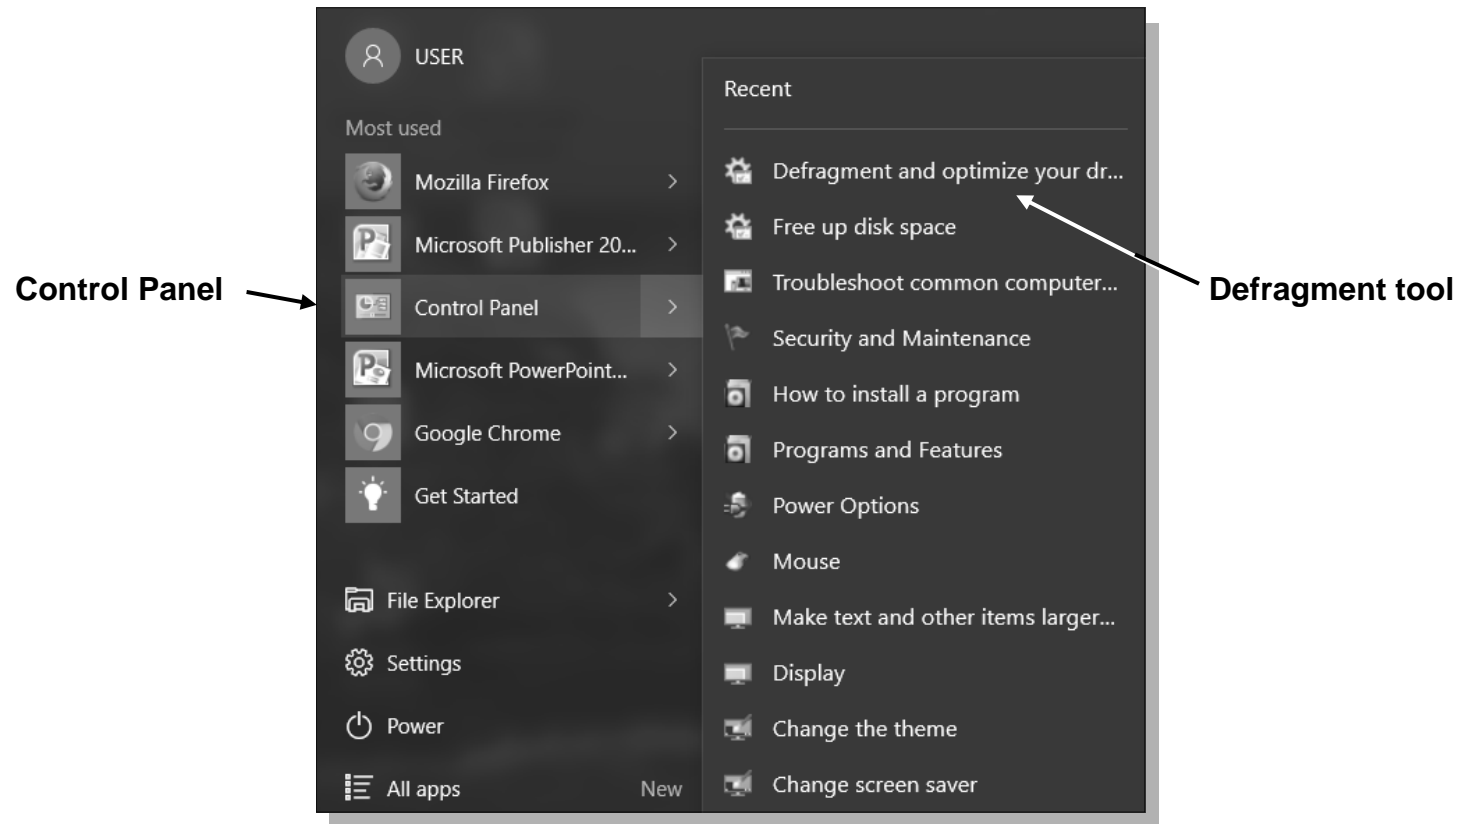 USER
Most used
Mozilla Firefox
Microsoft Publisher 20...
Control Panel
Microsoft PowerPoint...
Google Chrome
Get Started
File Explorer
Settings
Power
All apps New
Recent
Defragment and optimize your dr...
Free up disk space
Troubleshoot common computer...
Security and Maintenance
How to install a program
Programs and Features
Power Options
Mouse
Make text and other items larger...
Display
Change the theme
Change screen saver
Control Panel
Defragment tool